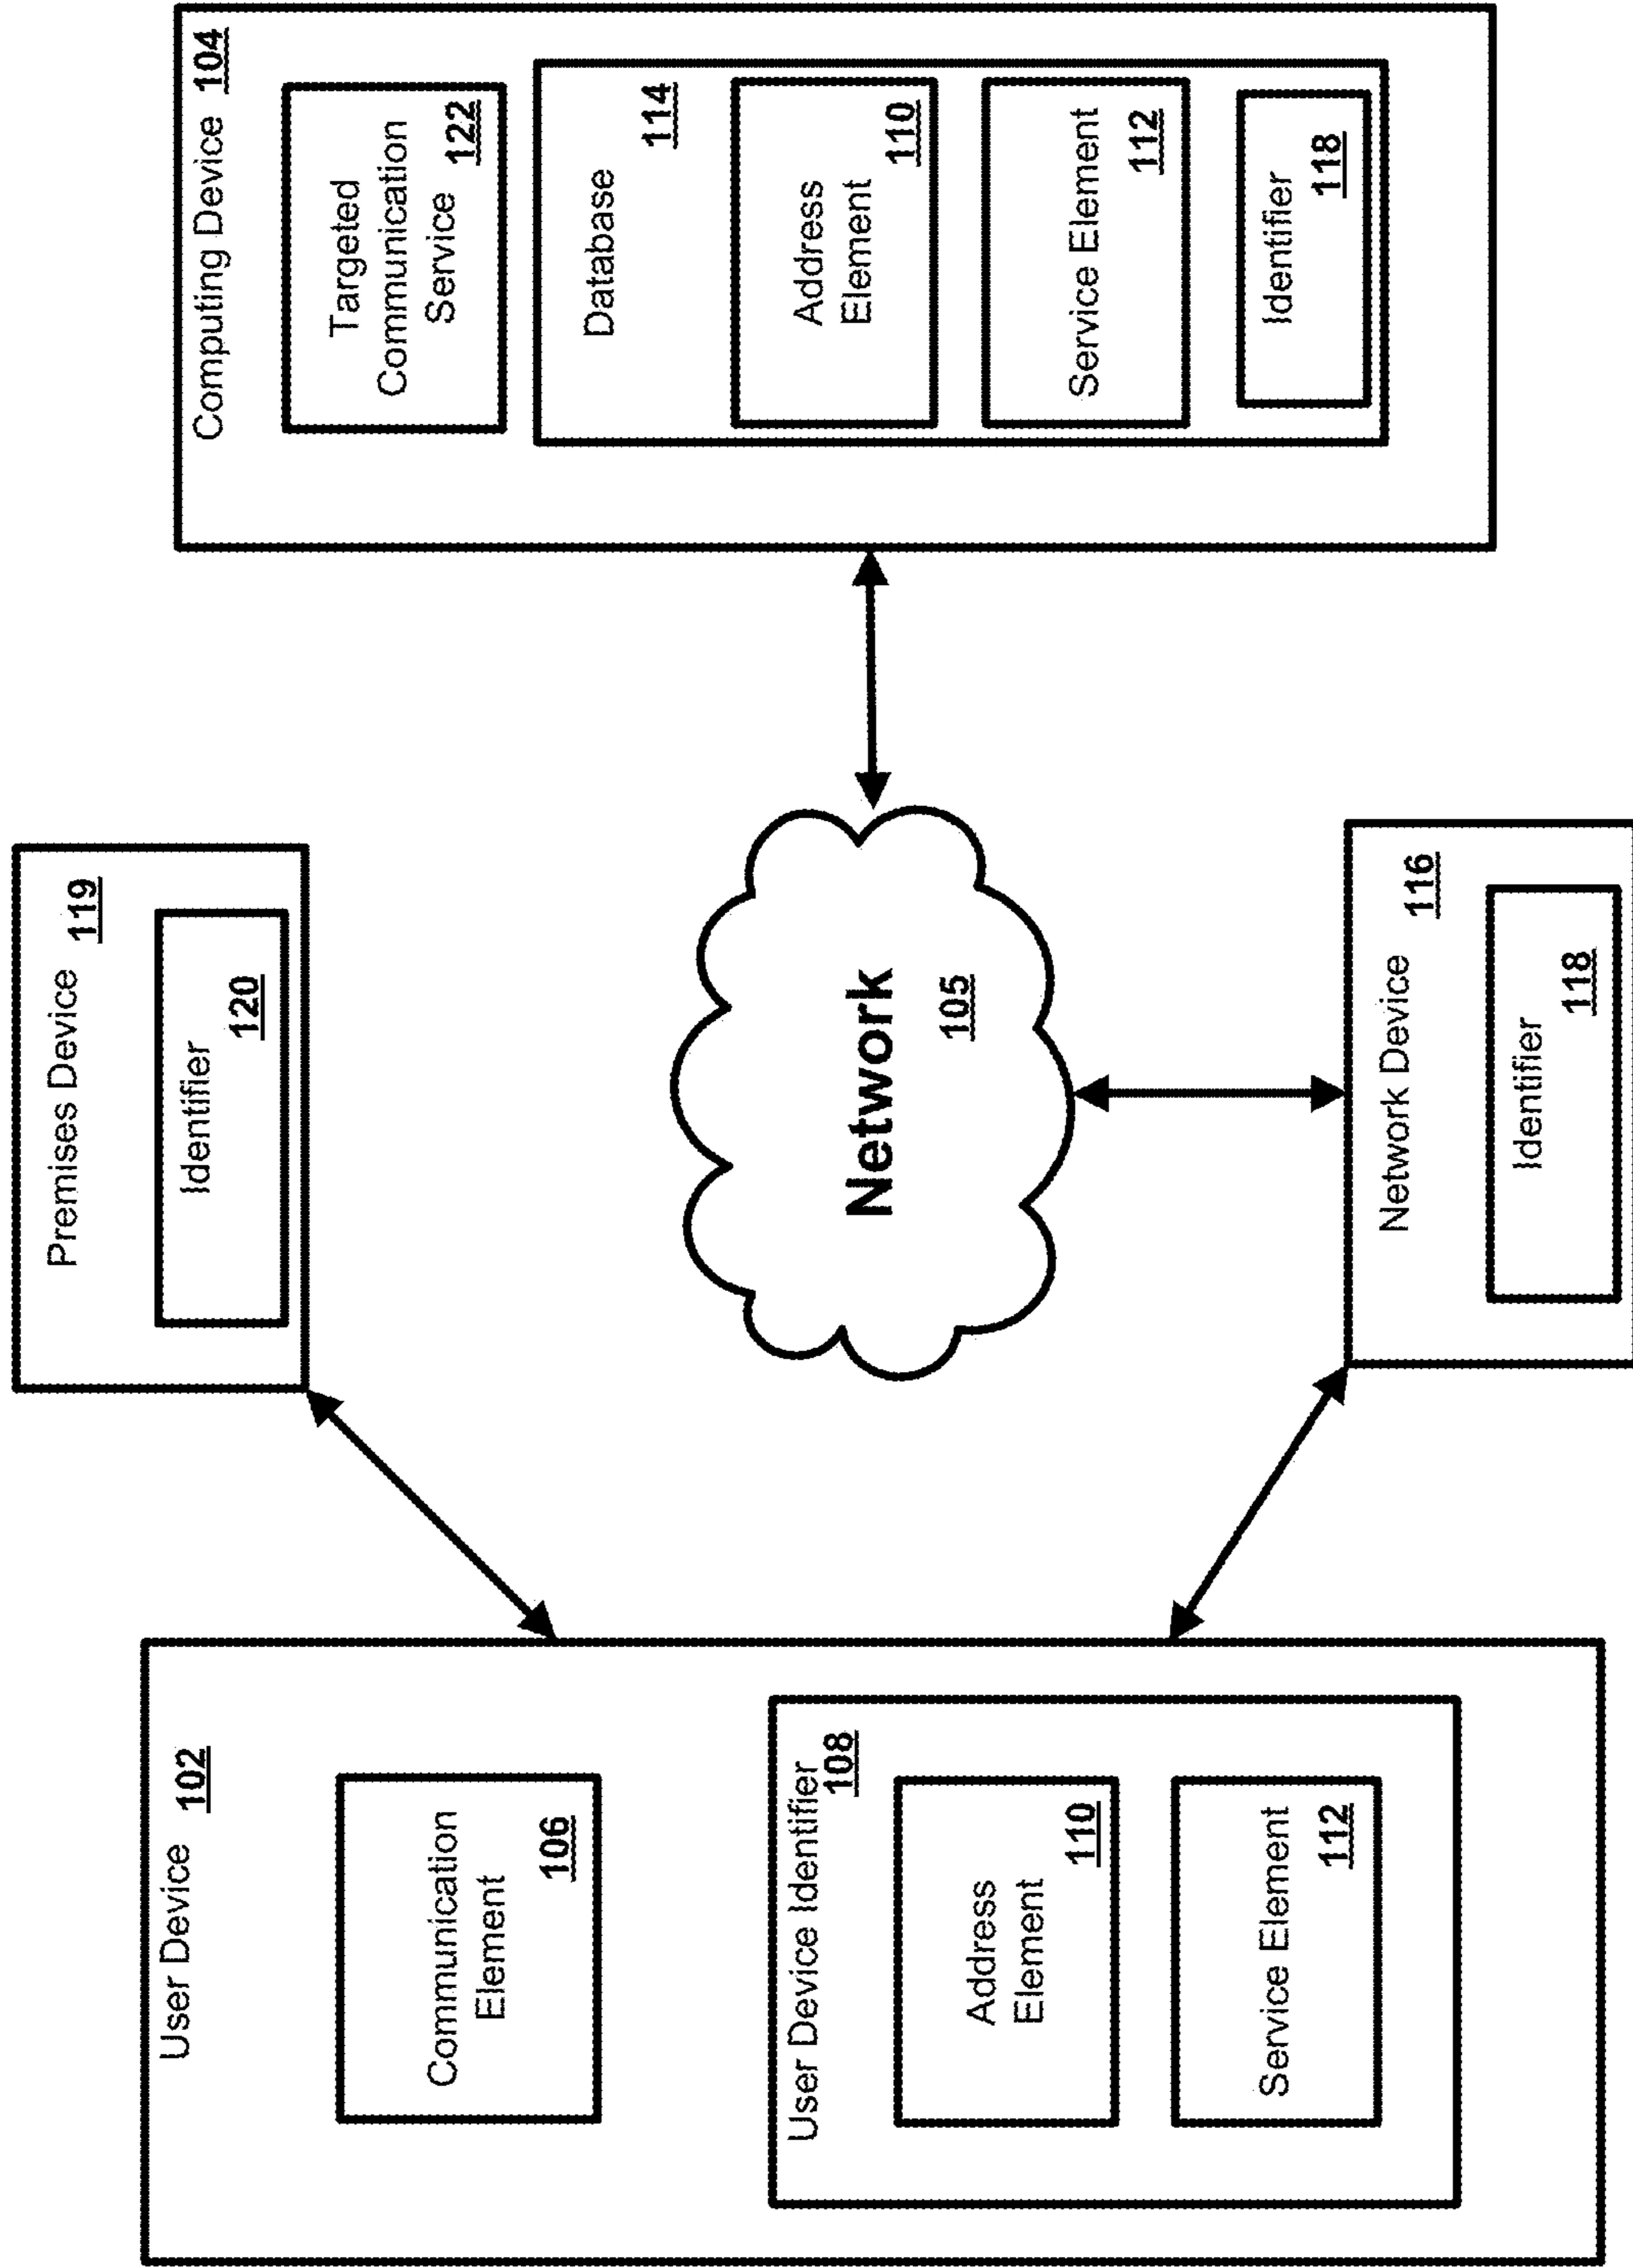 User Device 102
Communication
Element
106
User Device Identifier
108
Address
Element
110
Service Element
112
Premises Device 119
Identifier
120
Network
105
Network Device 116
Identifier
118
Computing Device 104
Targeted
Communication
Service 122
Database
114
Address
Element
110
Service Element
112
Identifier
118